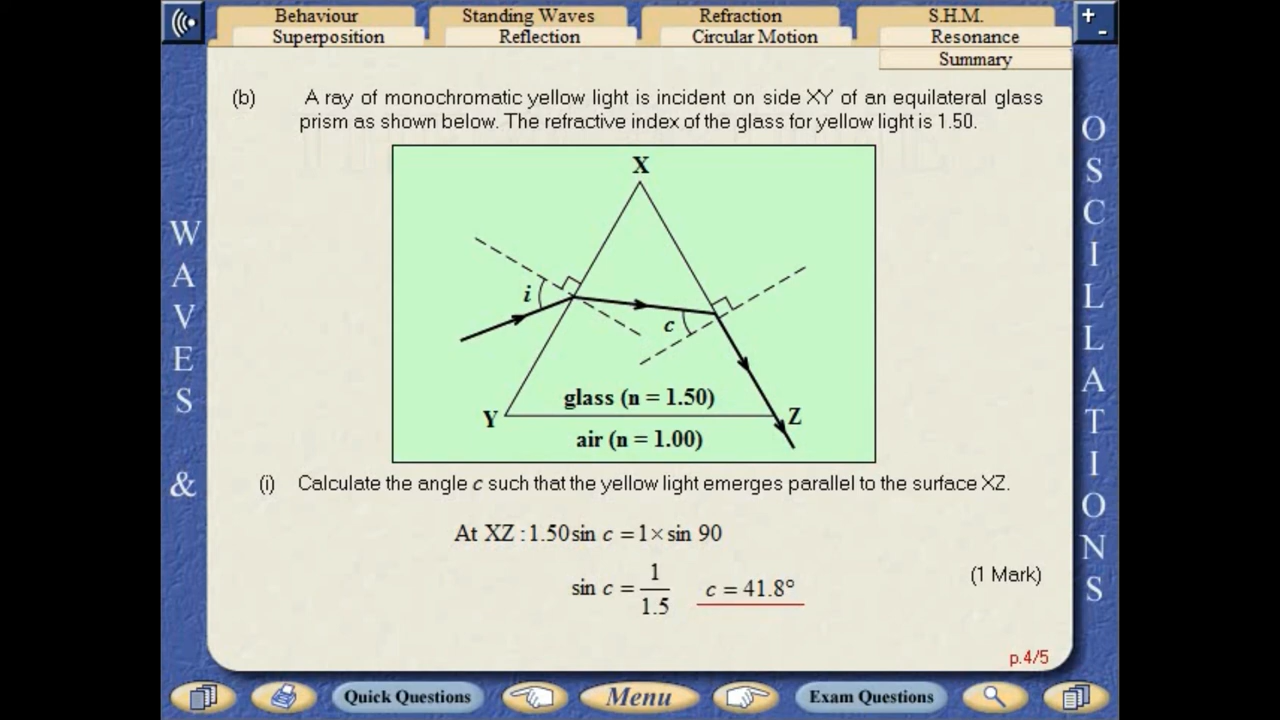 Behaviour
Superposition
Standing Waves
Reflection
Refraction
Circular Motion
S.H.M.
Resonance
Summary
+
-
WAVES &
OSCILLATIONS
(b) A ray of monochromatic yellow light is incident on side XY of an equilateral glass
prism as shown below. The refractive index of the glass for yellow light is 1.50.
X
i
c
glass (n = 1.50)
Y
Z
air (n = 1.00)
(i) Calculate the angle c such that the yellow light emerges parallel to the surface XZ.
At XZ : 1.50 sin c = 1 × sin 90
sin c = 1/1.5 c = 41.8°
(1 Mark)
p.4/5
Quick Questions
Menu
Exam Questions